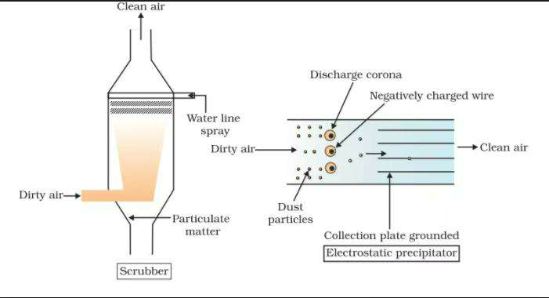 Clean air
Water line
spray
Dirty air
Particulate
matter
Scrubber
Discharge corona
Negatively charged wire
Dirty air
Clean air
Dust
particles
Collection plate grounded
Electrostatic precipitator